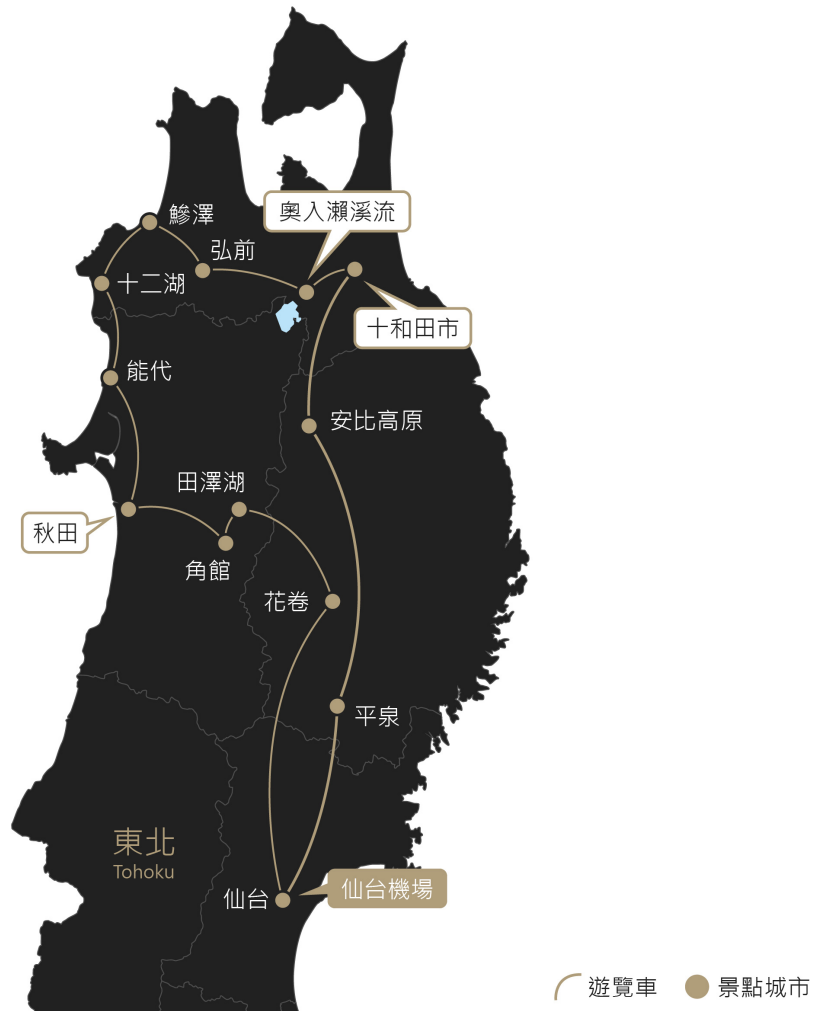 鰺澤
奧入瀨溪流
弘前
十二湖
十和田市
能代
安比高原
田澤湖
秋田
角館
花卷
平泉
東北
Tohoku
仙台
仙台機場
遊覽車
景點城市